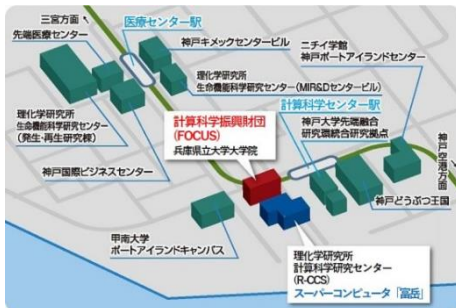 三宮方面
先端医療センター
医療センター駅
神戸キメックセンタービル
ニチイ学館
神戸ポートアイランドセンター
理化学研究所
生命機能科学研究センター(MIR&Dセンタービル)
計算科学センター駅
神戸大学先端融合
研究環統合研究拠点
理化学研究所
生命機能科学研究センター
(発生・再生研究棟)
計算科学振興財団
(FOCUS)
兵庫県立大学大学院
神戸空港方面
神戸国際ビジネスセンター
神戸どうぶつ王国
甲南大学
ポートアイランドキャンパス
理化学研究所
計算科学研究センター
(R-CCS)
スーパーコンピュータ「富岳」